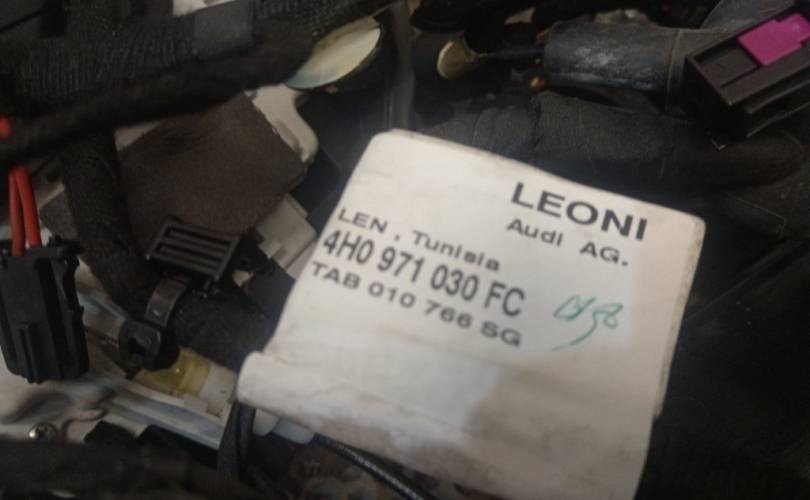 LEONI
Audi AG.
LEN. Tunisia
4H0 971 030 FC
TAB 010 766 SG